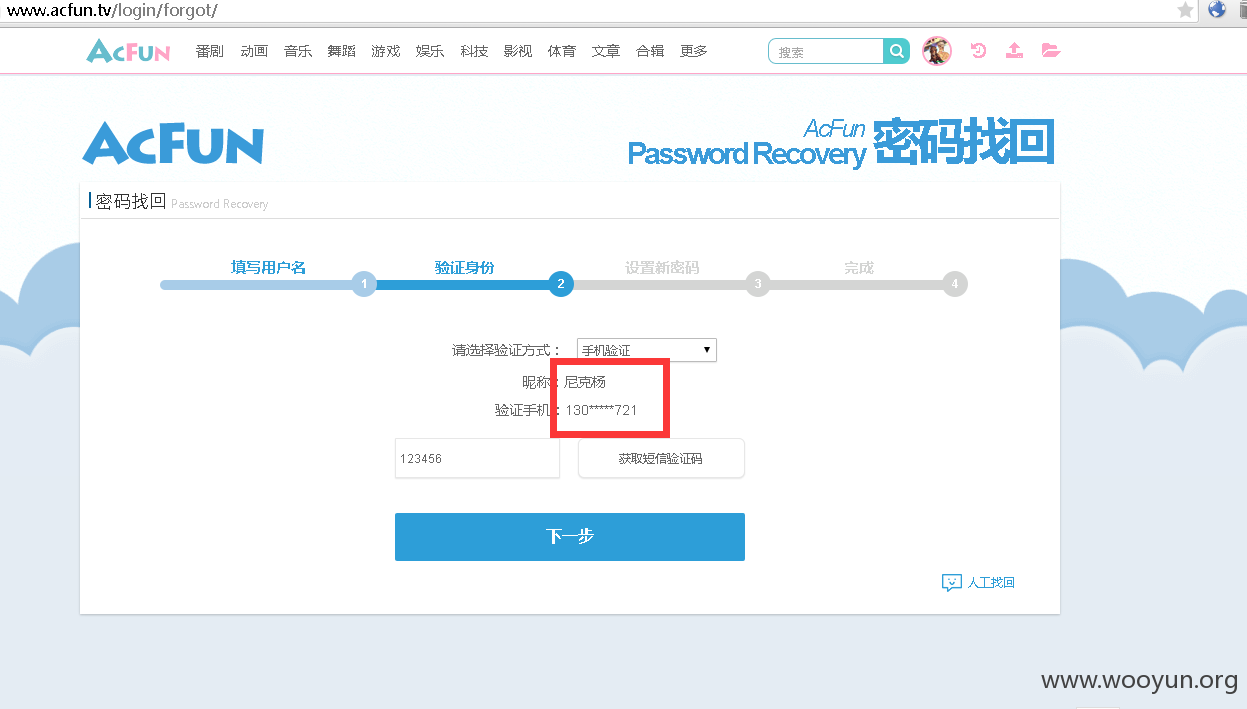 www.acfun.tv/login/forgot/
AcFun 番剧 动画 音乐 舞蹈 游戏 娱乐 科技 影视 体育 文章 合辑 更多 搜索
AcFun
AcFun
Password Recovery 密码找回
密码找回 Password Recovery
填写用户名 验证身份 设置新密码 完成
1 2 3 4
请选择验证方式： 手机验证
昵称：尼克杨
验证手机：130*****721
123456 获取短信验证码
下一步
人工找回
www.wooyun.org